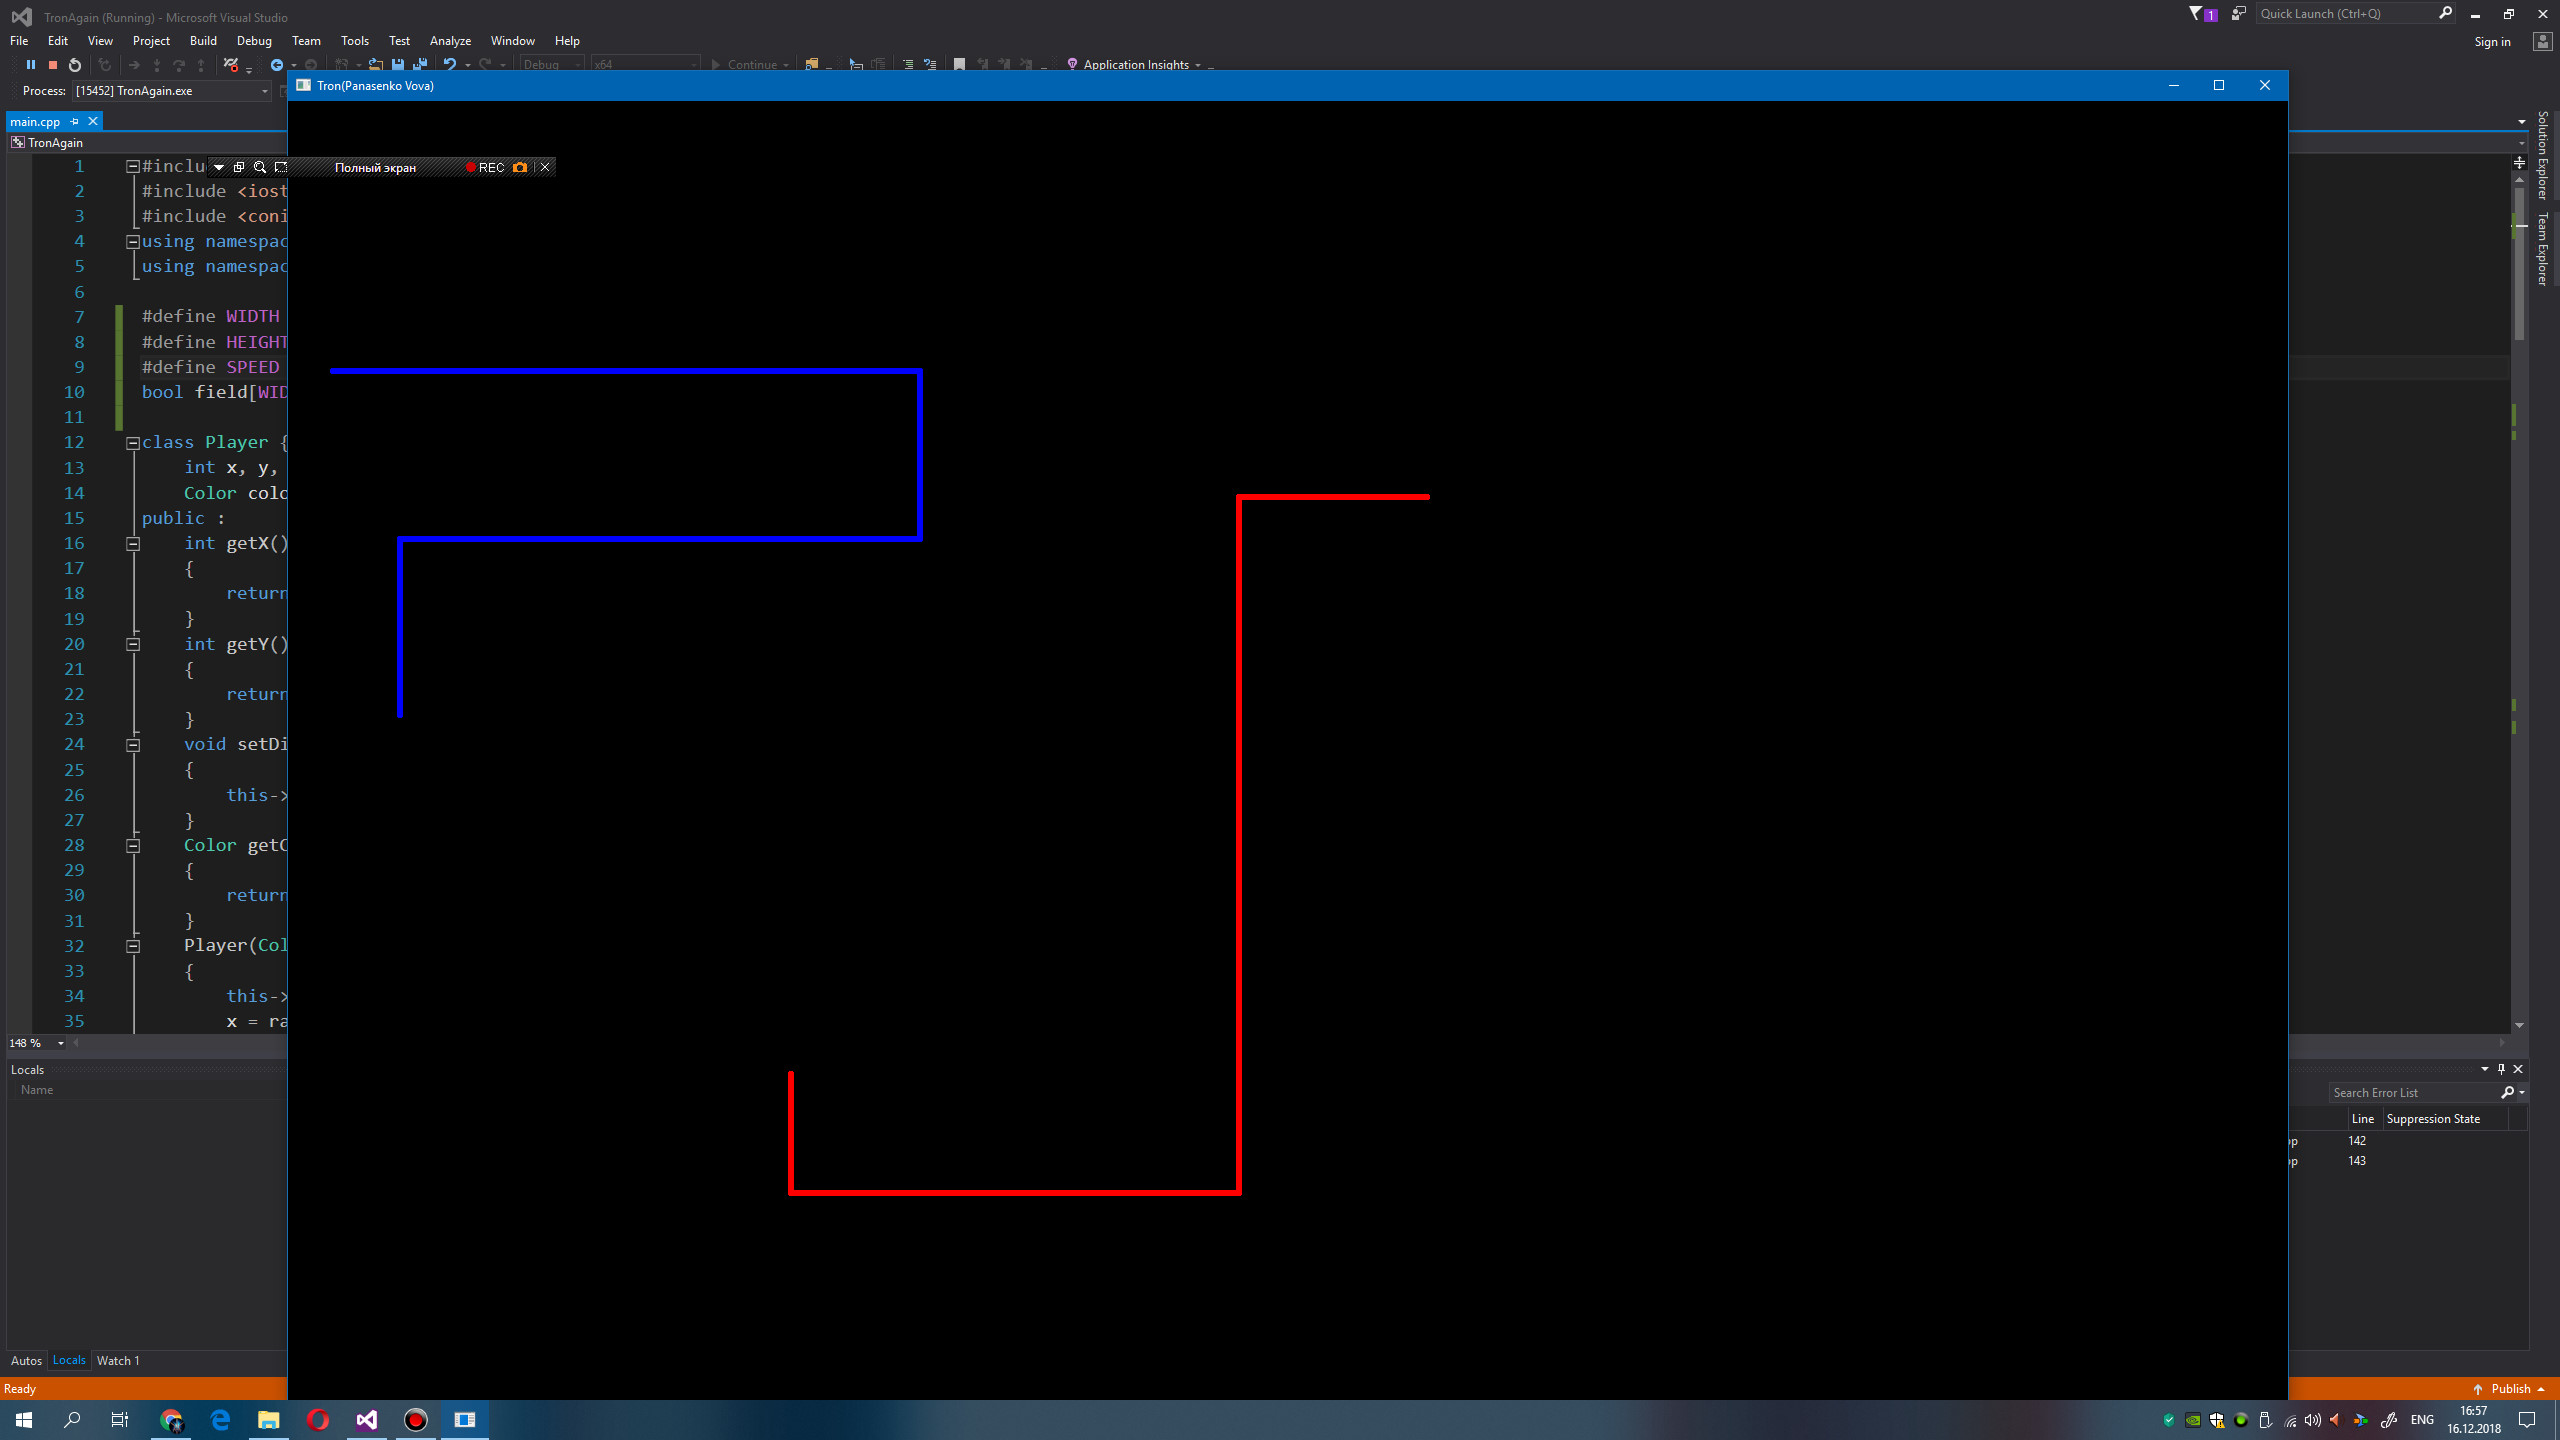 TronAgain (Running) - Microsoft Visual Studio
1
Quick Launch (Ctrl+Q)
File Edit View Project Build Debug Team Tools Test Analyze Window Help
Sign in
Debug x64 Continue Application Insights
Process: [15452] TronAgain.exe
Tron(Panasenko Vova)
main.cpp
TronAgain
Полный экран REC
1 #inclu
2 #include <iost
3 #include <coni
4 using namespac
5 using namespac
6
7 #define WIDTH
8 #define HEIGHT
9 #define SPEED
10 bool field[WID
11
12 class Player {
13 int x, y,
14 Color colo
15 public :
16 int getX()
17 {
18 return
19 }
20 int getY()
21 {
22 return
23 }
24 void setDi
25 {
26 this->
27 }
28 Color getC
29 {
30 return
31 }
32 Player(Col
33 {
34 this->
35 x = ra
148 %
Solution Explorer
Team Explorer
Locals
Name
Search Error List
Line Suppression State
pp 142
pp 143
Autos Locals Watch 1
Ready
Publish
ENG
16:57
16.12.2018